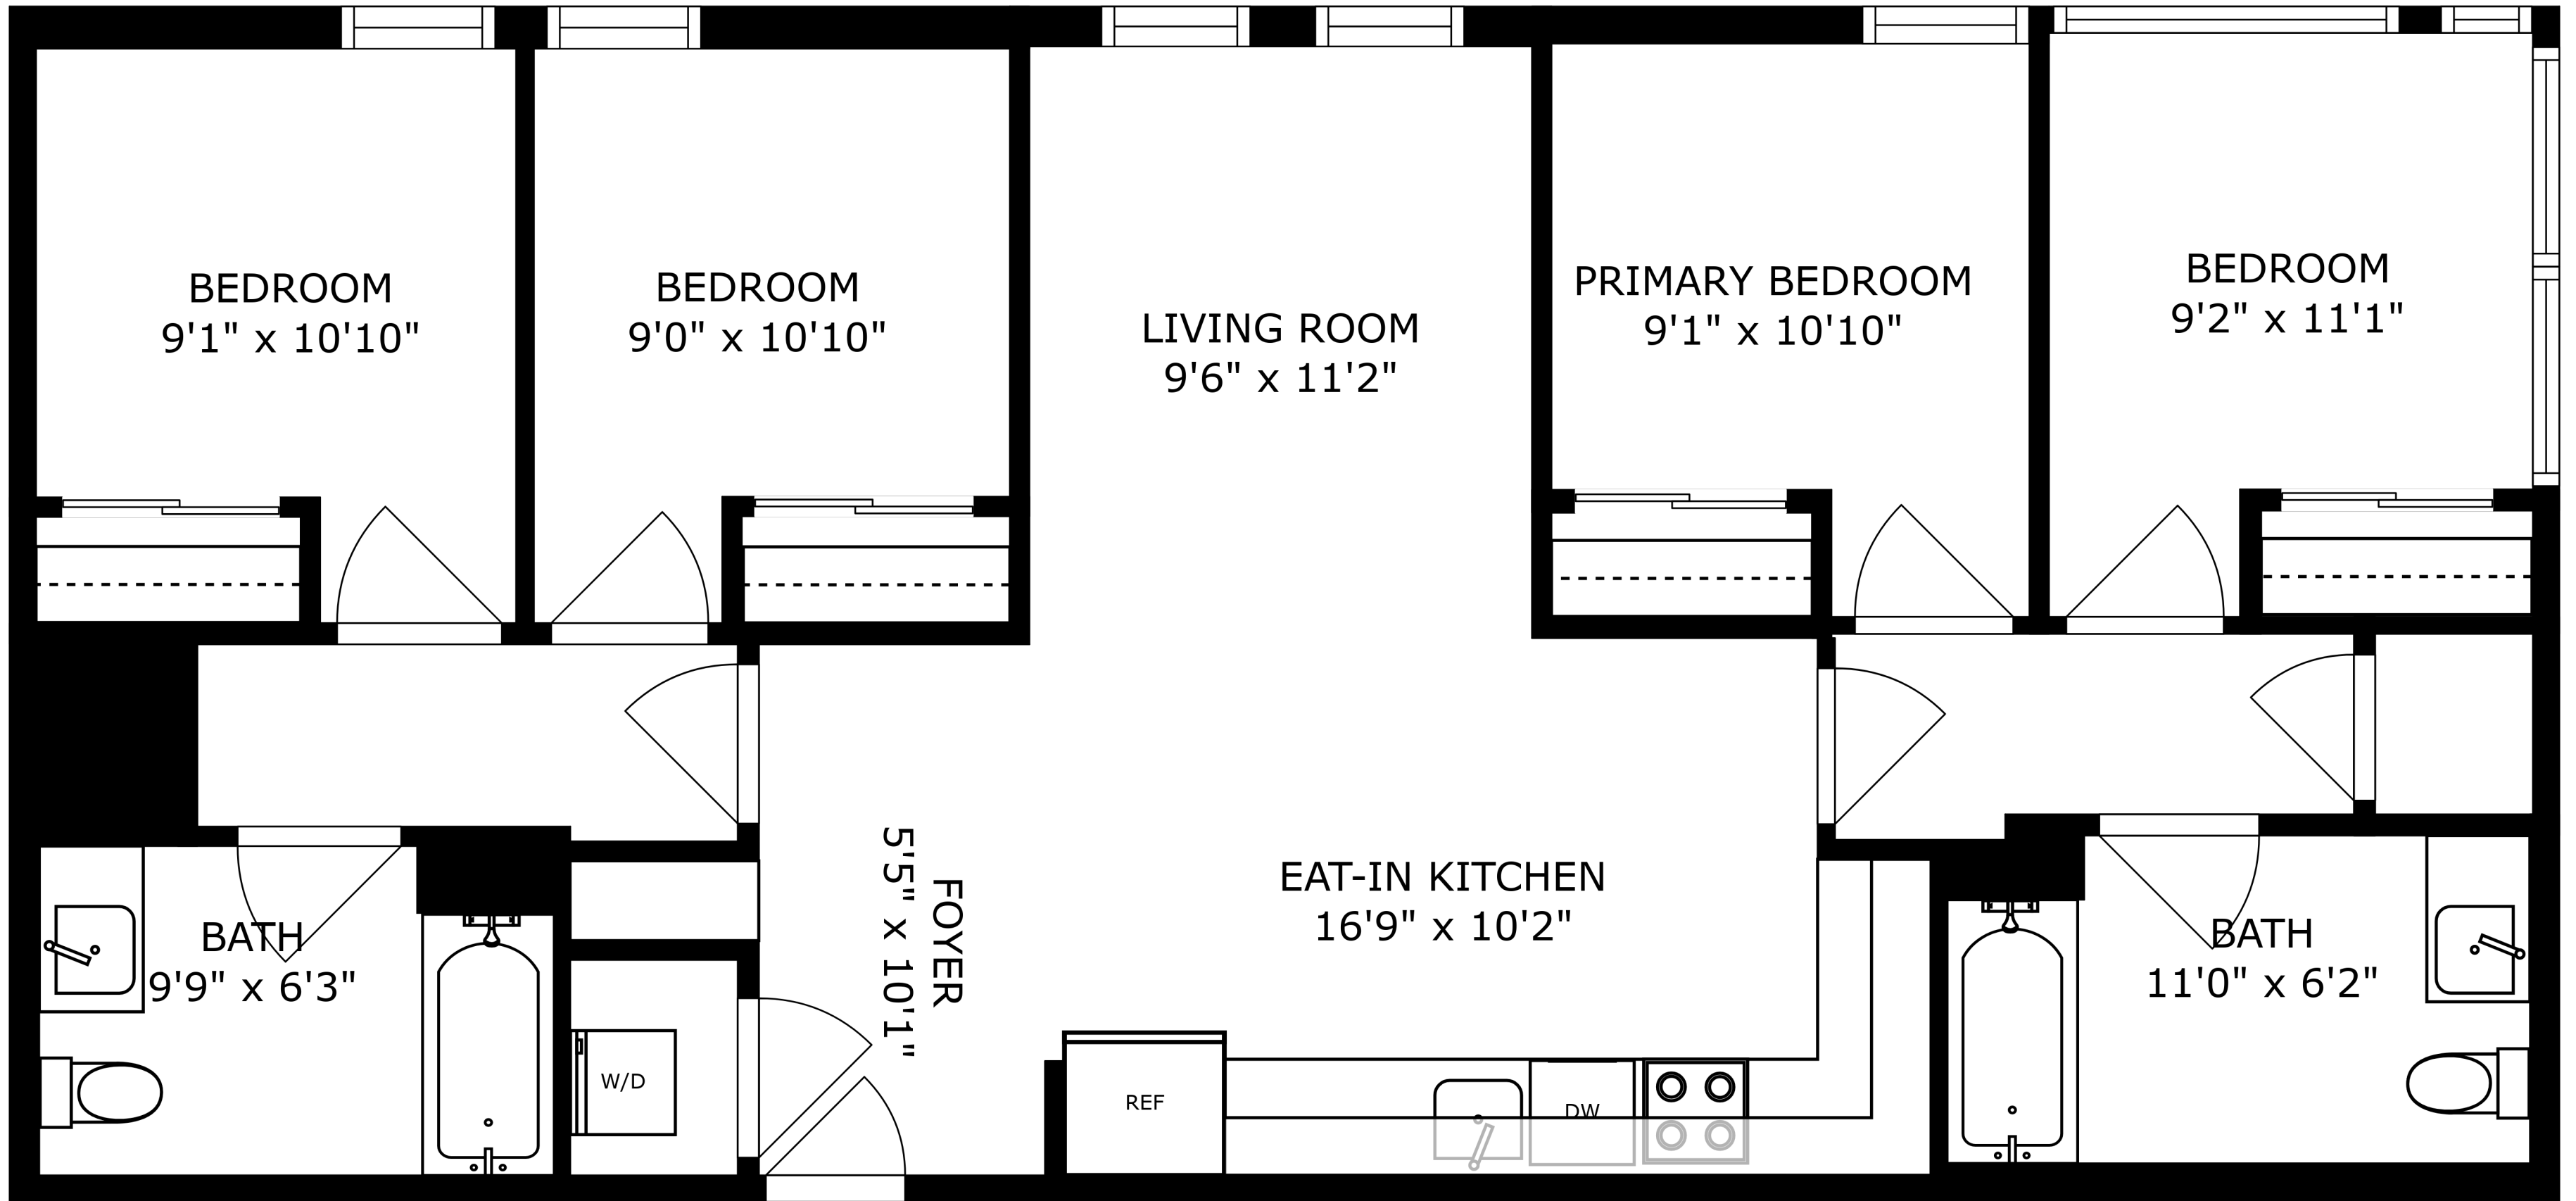 BEDROOM
9'1" x 10'10"
BEDROOM
9'0" x 10'10"
LIVING ROOM
9'6" x 11'2"
PRIMARY BEDROOM
9'1" x 10'10"
BEDROOM
9'2" x 11'1"
BATH
9'9" x 6'3"
W/D
FOYER
5'5" x 10'1"
EAT-IN KITCHEN
16'9" x 10'2"
REF
DW
BATH
11'0" x 6'2"